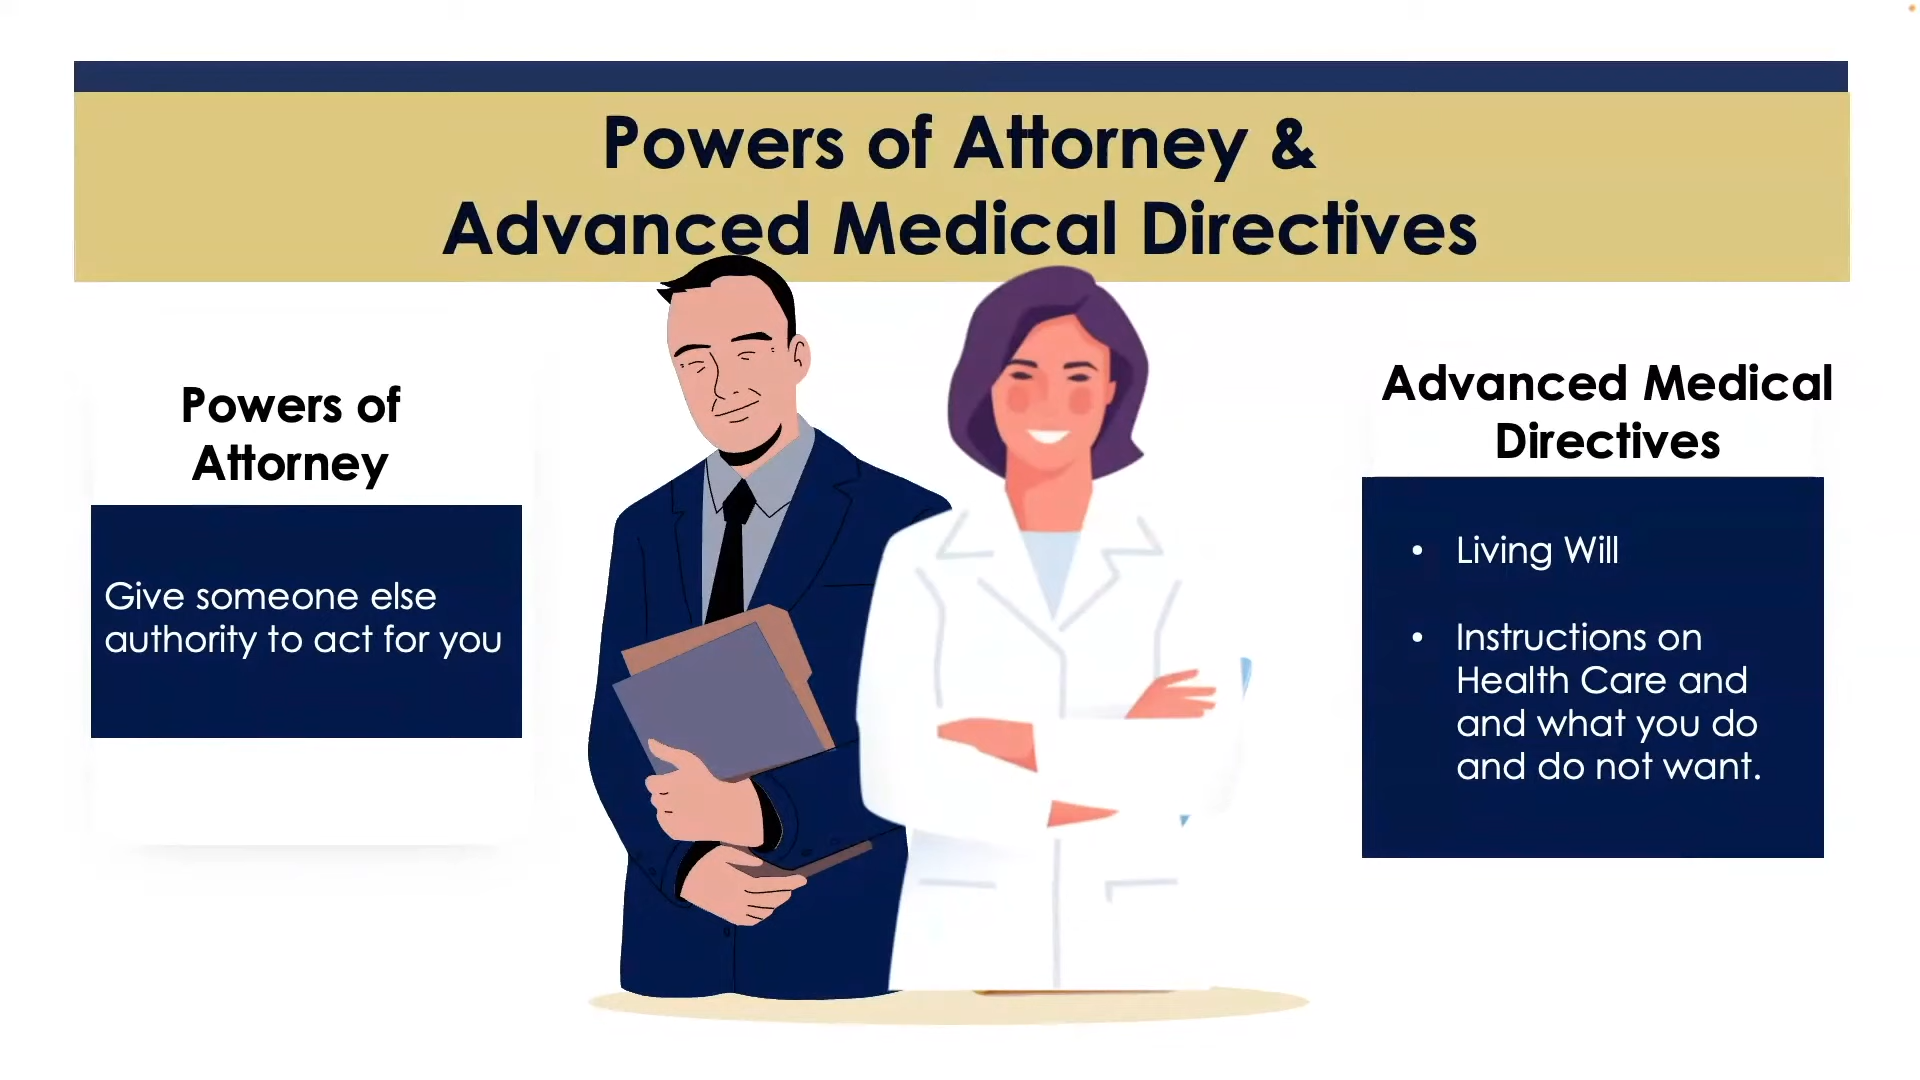 Powers of Attorney &
Advanced Medical Directives
Powers of
Attorney
Give someone else
authority to act for you
Advanced Medical
Directives
• Living Will
• Instructions on
Health Care and
and what you do
and do not want.